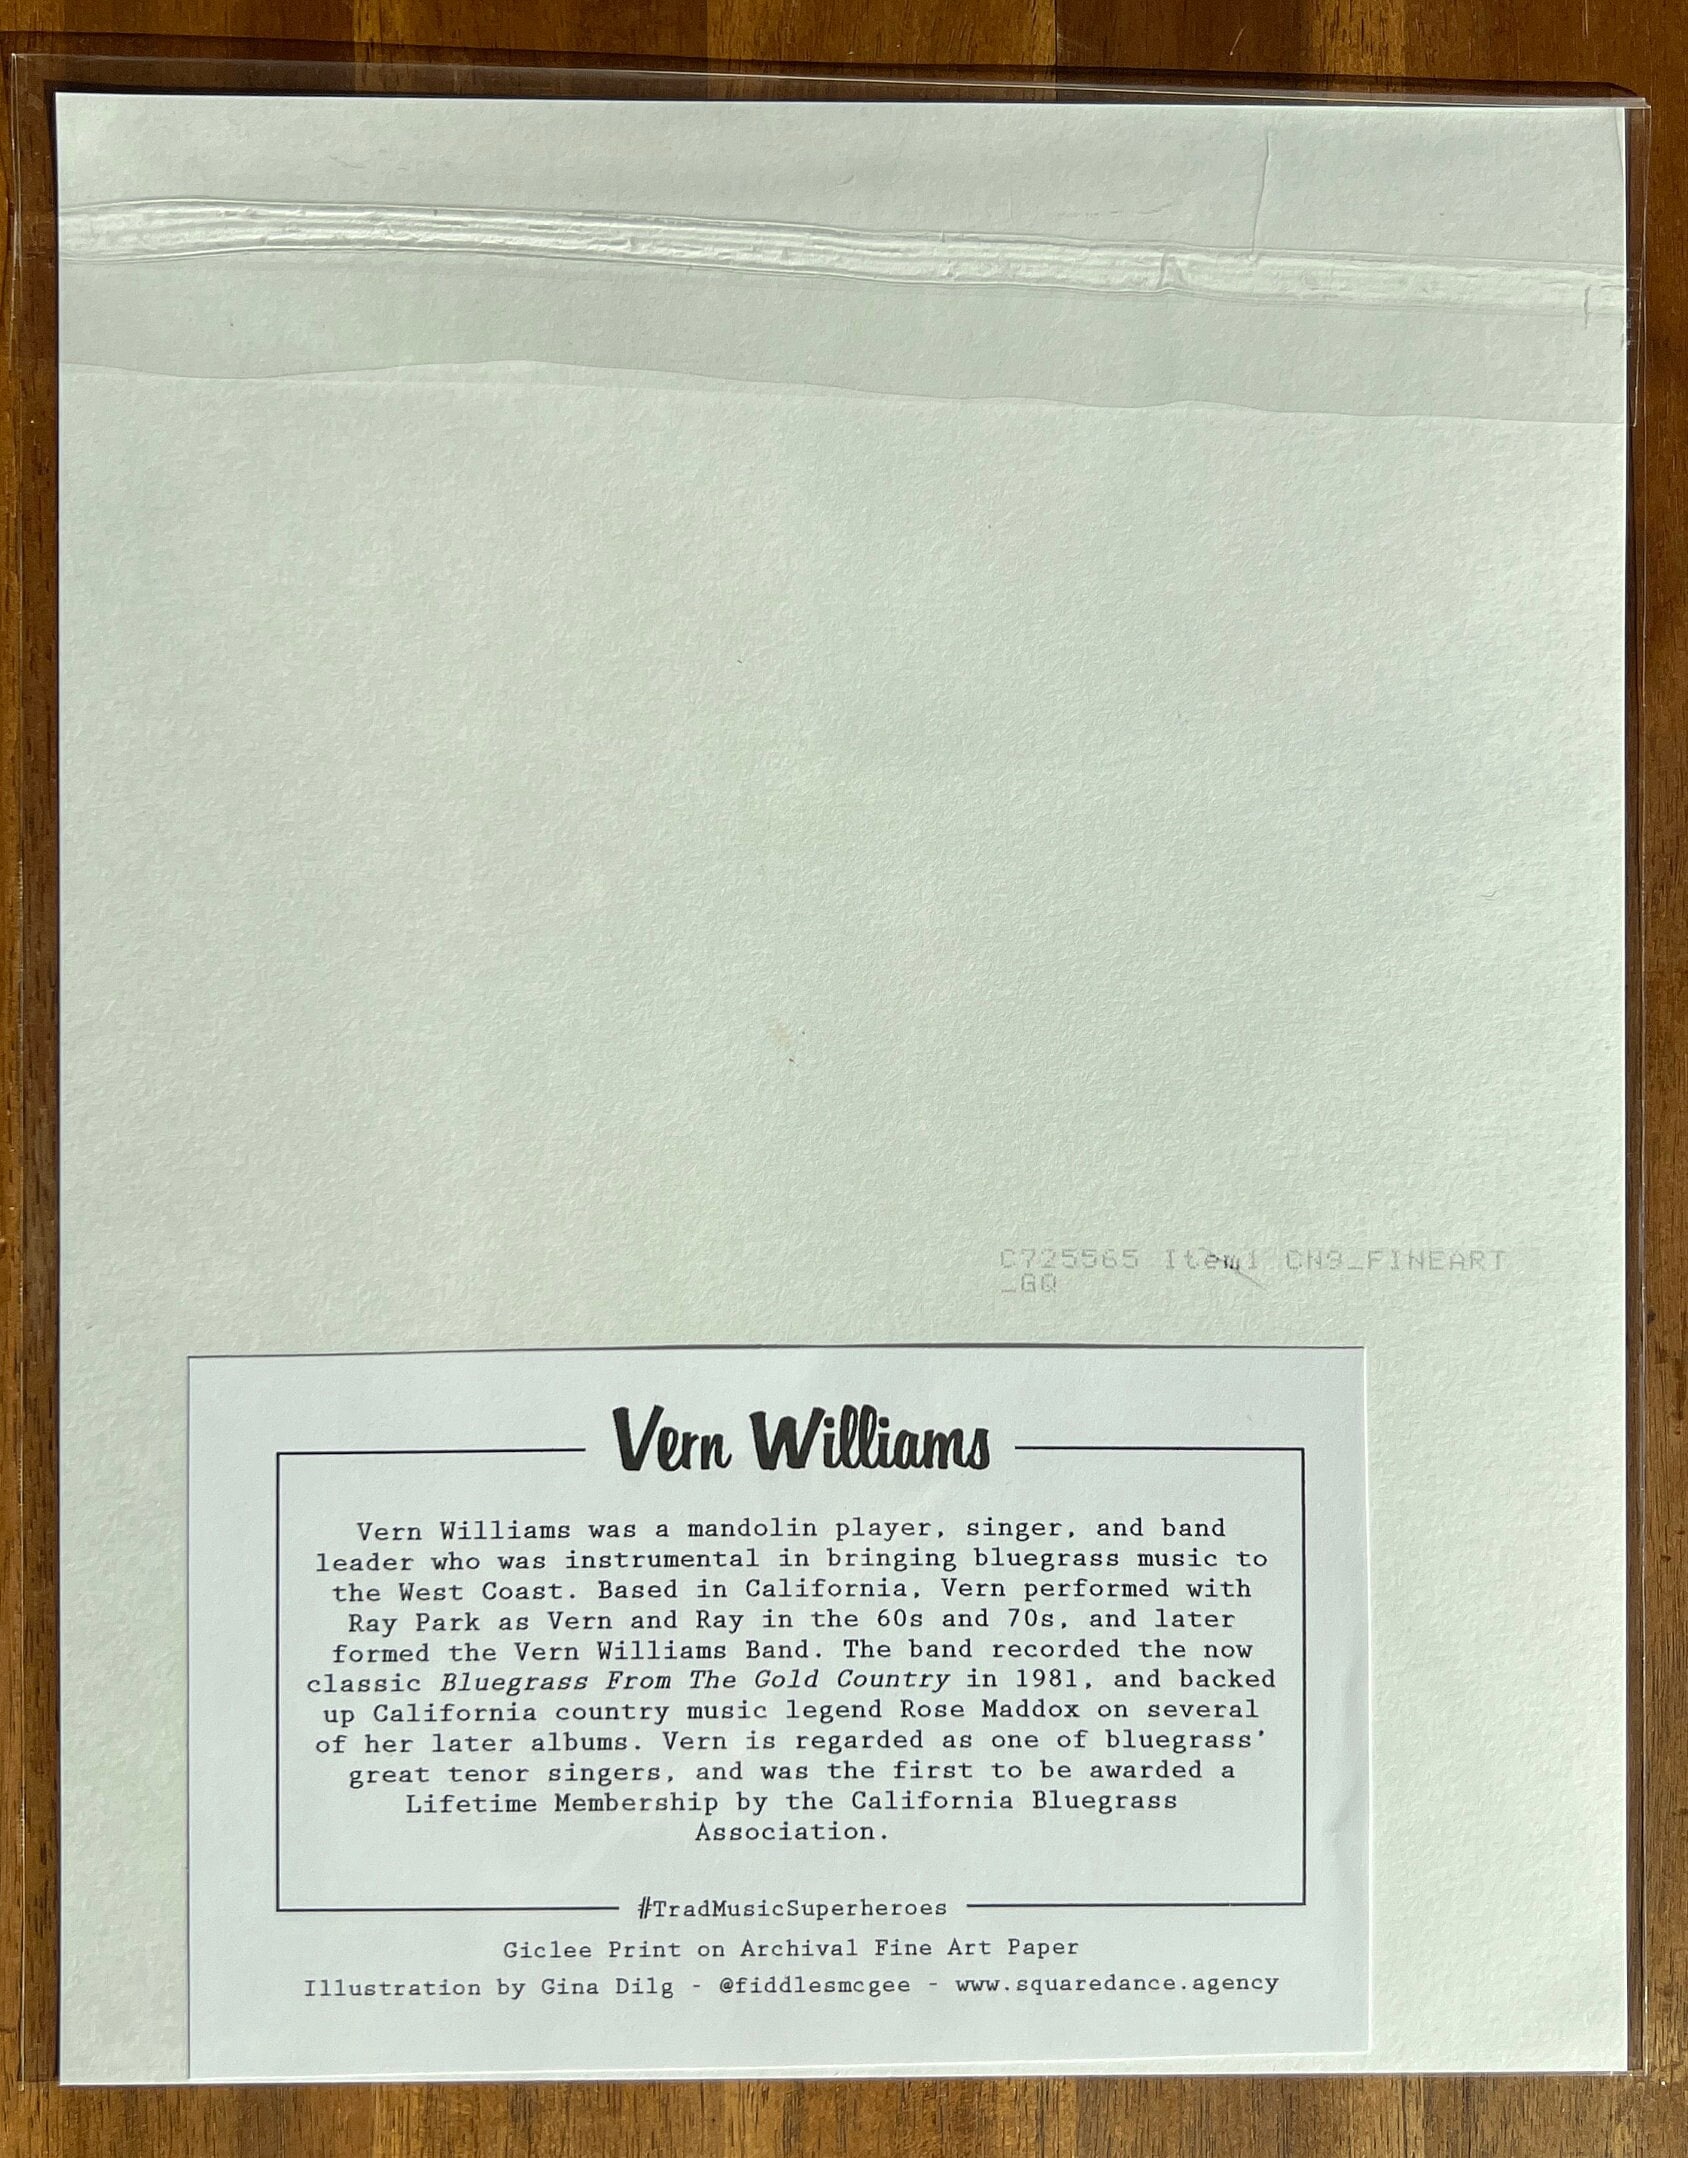 C725565 Item1 CN9_FINEART
_GQ
Vern Williams
Vern Williams was a mandolin player, singer, and band
leader who was instrumental in bringing bluegrass music to
the West Coast. Based in California, Vern performed with
Ray Park as Vern and Ray in the 60s and 70s, and later
formed the Vern Williams Band. The band recorded the now
classic Bluegrass From The Gold Country in 1981, and backed
up California country music legend Rose Maddox on several
of her later albums. Vern is regarded as one of bluegrass'
great tenor singers, and was the first to be awarded a
Lifetime Membership by the California Bluegrass
Association.
#TradMusicSuperheroes
Giclee Print on Archival Fine Art Paper
Illustration by Gina Dilg - @fiddlesmcgee - www.squaredance.agency